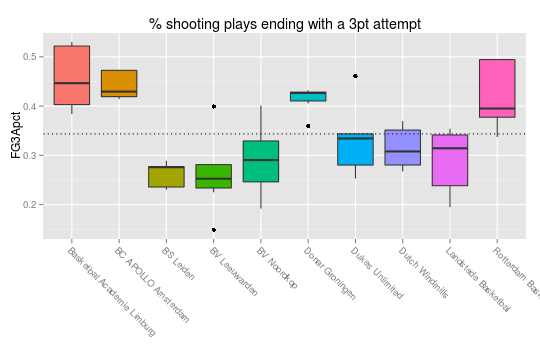 % shooting plays ending with a 3pt attempt
FG3Apct
0.5
0.4
0.3
0.2
Basketbal Academie Limburg
BC APOLLO Amsterdam
BS Leiden
BV Leeuwarden
BV Noordkop
Donar Groningen
Dukes Unlimited
Dutch Windmills
Landstede Basketbal
Rotterdam Bas